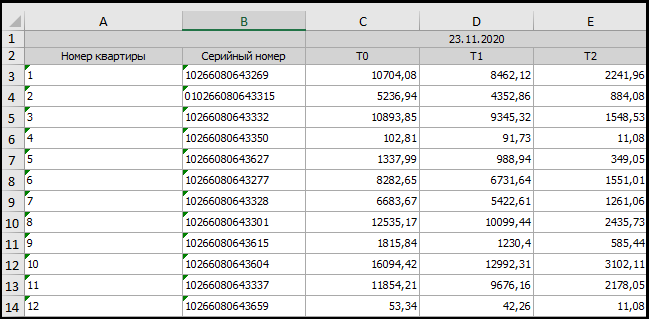 A B C D E
1 23.11.2020
2 Номер квартиры Серийный номер T0 T1 T2
3 1 10266080643269 10704,08 8462,12 2241,96
4 2 010266080643315 5236,94 4352,86 884,08
5 3 10266080643332 10893,85 9345,32 1548,53
6 4 10266080643350 102,81 91,73 11,08
7 5 10266080643627 1337,99 988,94 349,05
8 6 10266080643277 8282,65 6731,64 1551,01
9 7 10266080643328 6683,67 5422,61 1261,06
10 8 10266080643301 12535,17 10099,44 2435,73
11 9 10266080643615 1815,84 1230,4 585,44
12 10 10266080643604 16094,42 12992,31 3102,11
13 11 10266080643337 11854,21 9676,16 2178,05
14 12 10266080643659 53,34 42,26 11,08